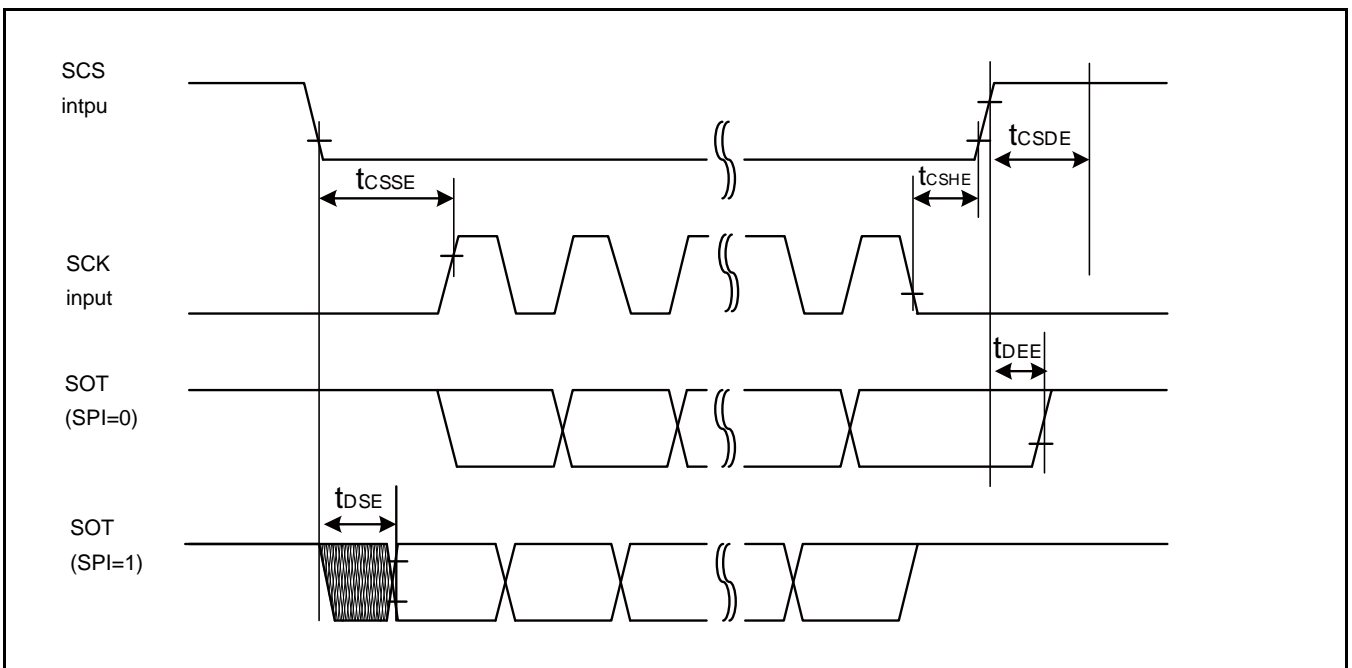 SCS
intpu
tCSDE
tCSSE
tCSHE
SCK
input
tDEE
SOT
(SPI=0)
tDSE
SOT
(SPI=1)